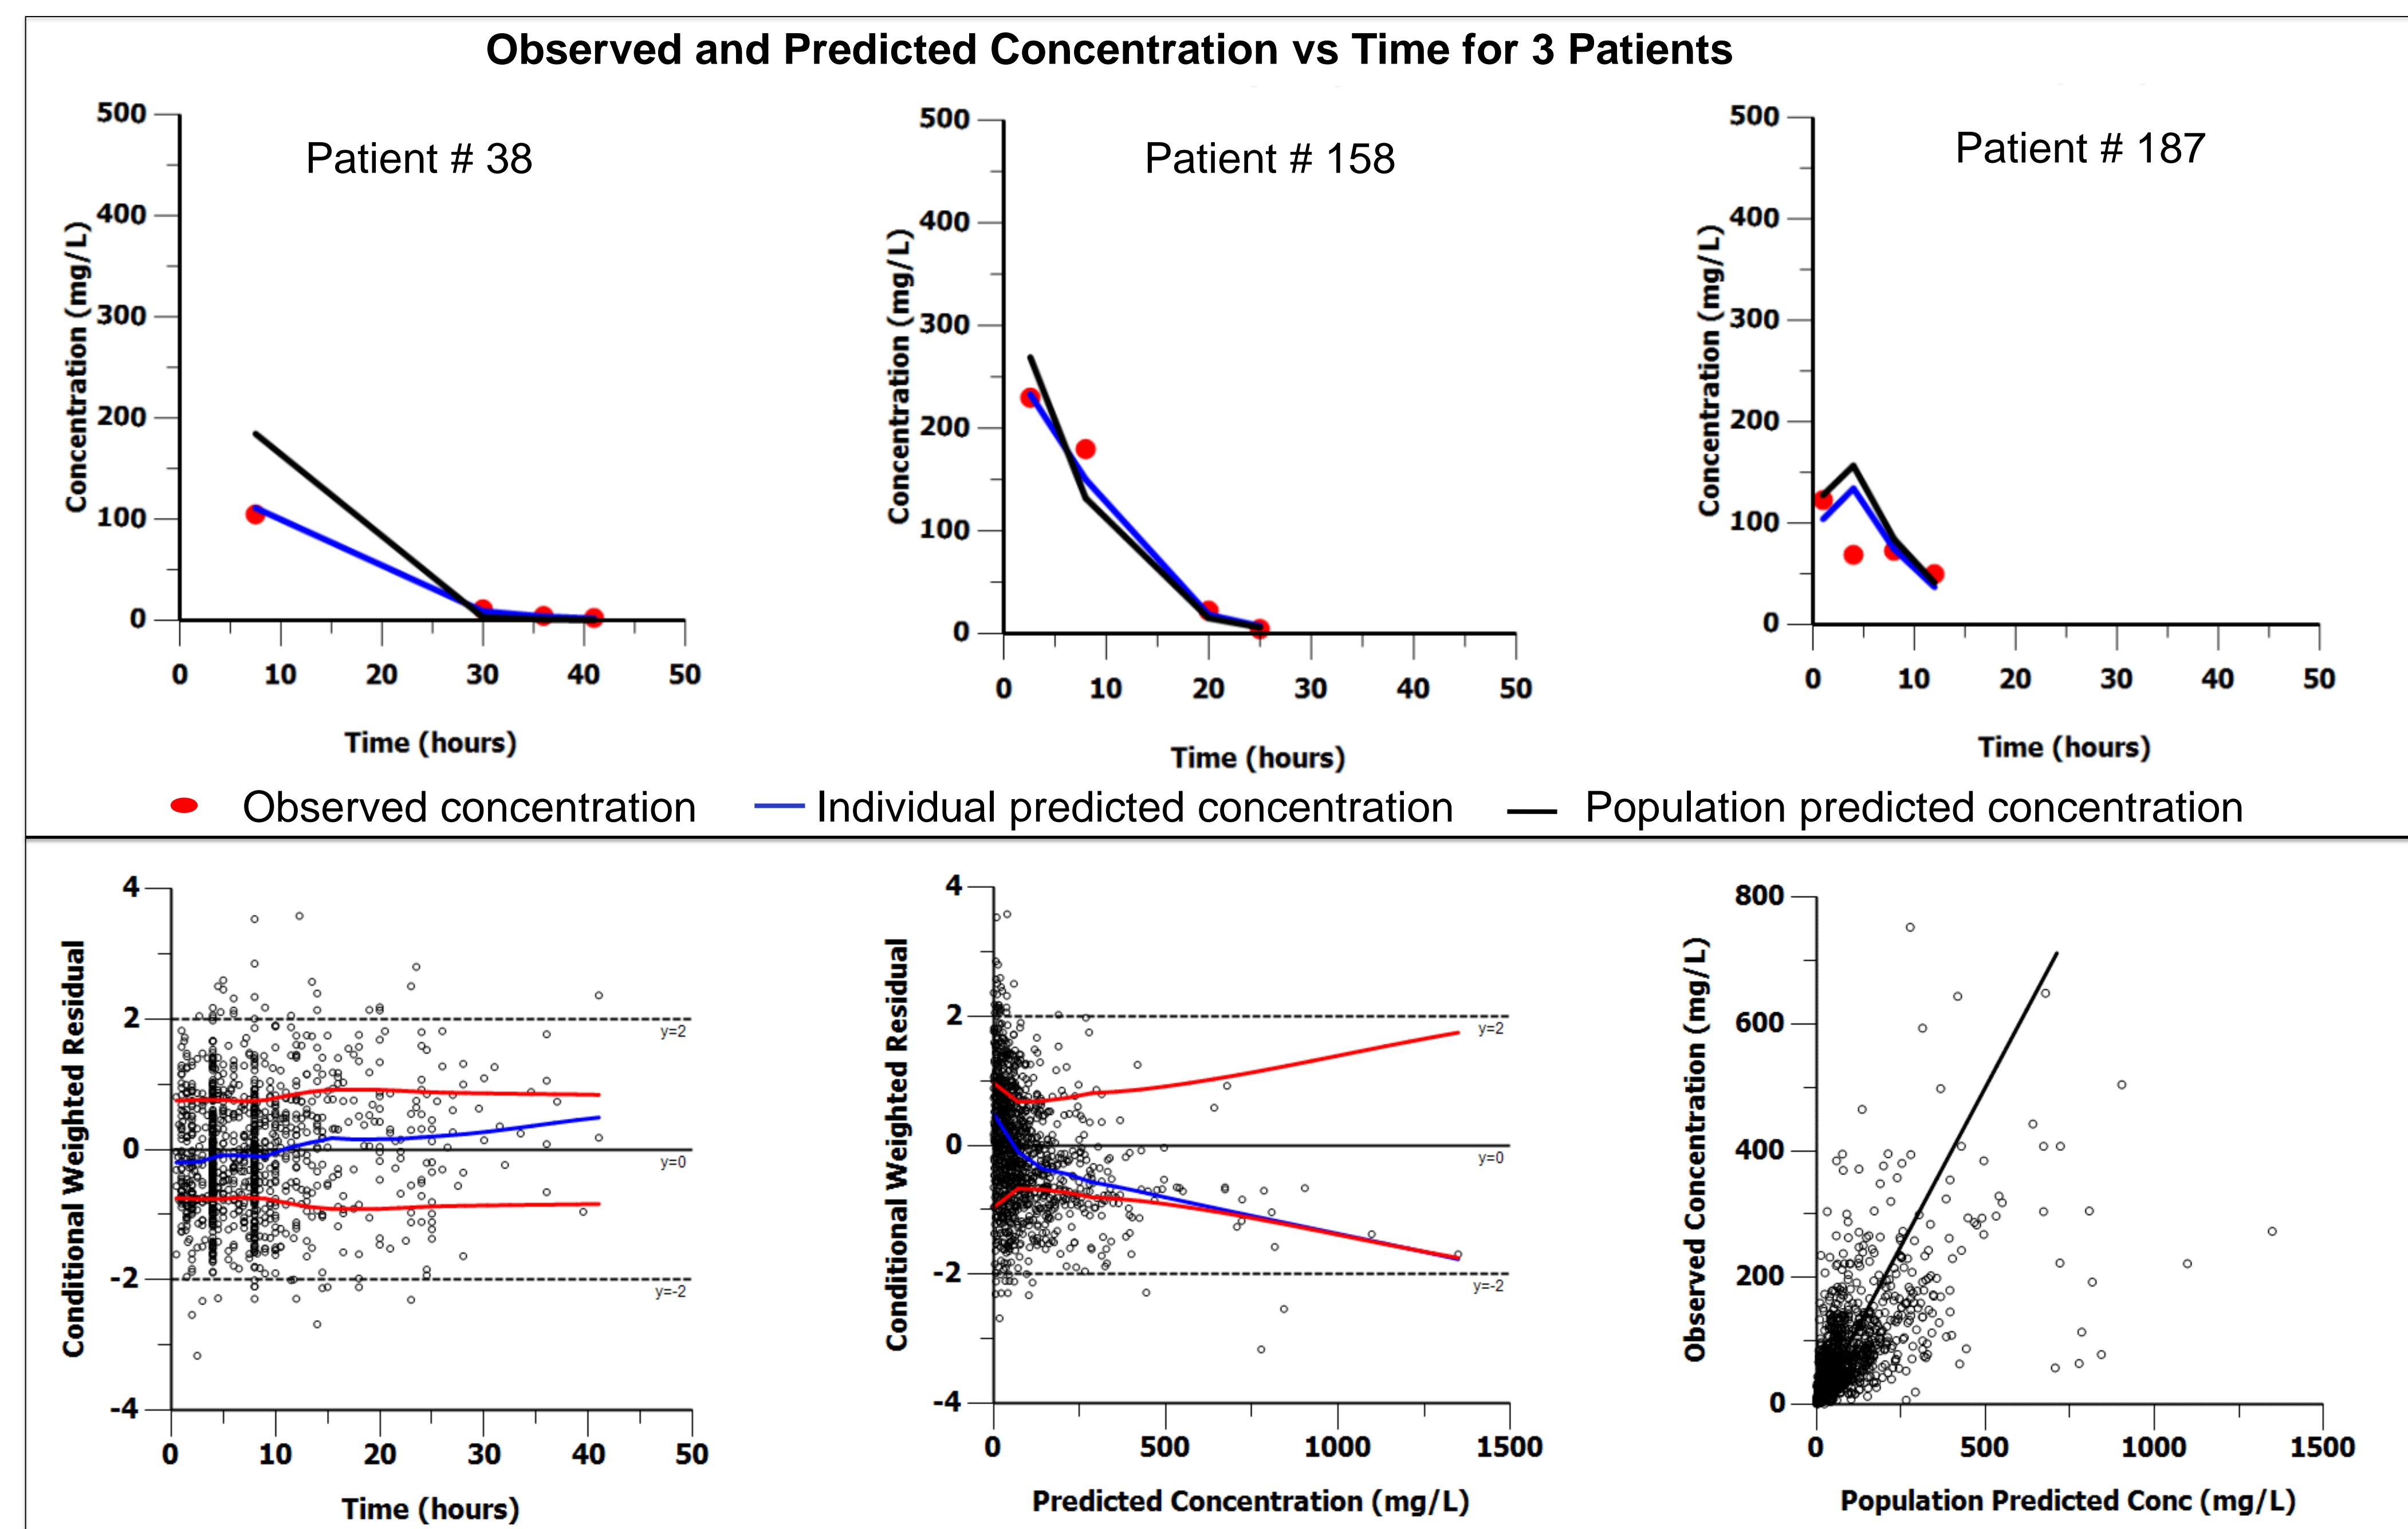 Observed and Predicted Concentration vs Time for 3 Patients
Patient # 38
500
400
300
200
100
0
Concentration (mg/L)
0 10 20 30 40 50
Time (hours)
Patient # 158
500
400
300
200
100
0
Concentration (mg/L)
0 10 20 30 40 50
Time (hours)
Patient # 187
500
400
300
200
100
0
Concentration (mg/L)
0 10 20 30 40 50
Time (hours)
Observed concentration Individual predicted concentration Population predicted concentration
4
2
0
-2
-4
Conditional Weighted Residual
y=2
y=0
y=-2
0 10 20 30 40 50
Time (hours)
4
2
0
-2
-4
Conditional Weighted Residual
y=2
y=0
y=-2
0 500 1000 1500
Predicted Concentration (mg/L)
800
600
400
200
0
Observed Concentration (mg/L)
0 500 1000 1500
Population Predicted Conc (mg/L)